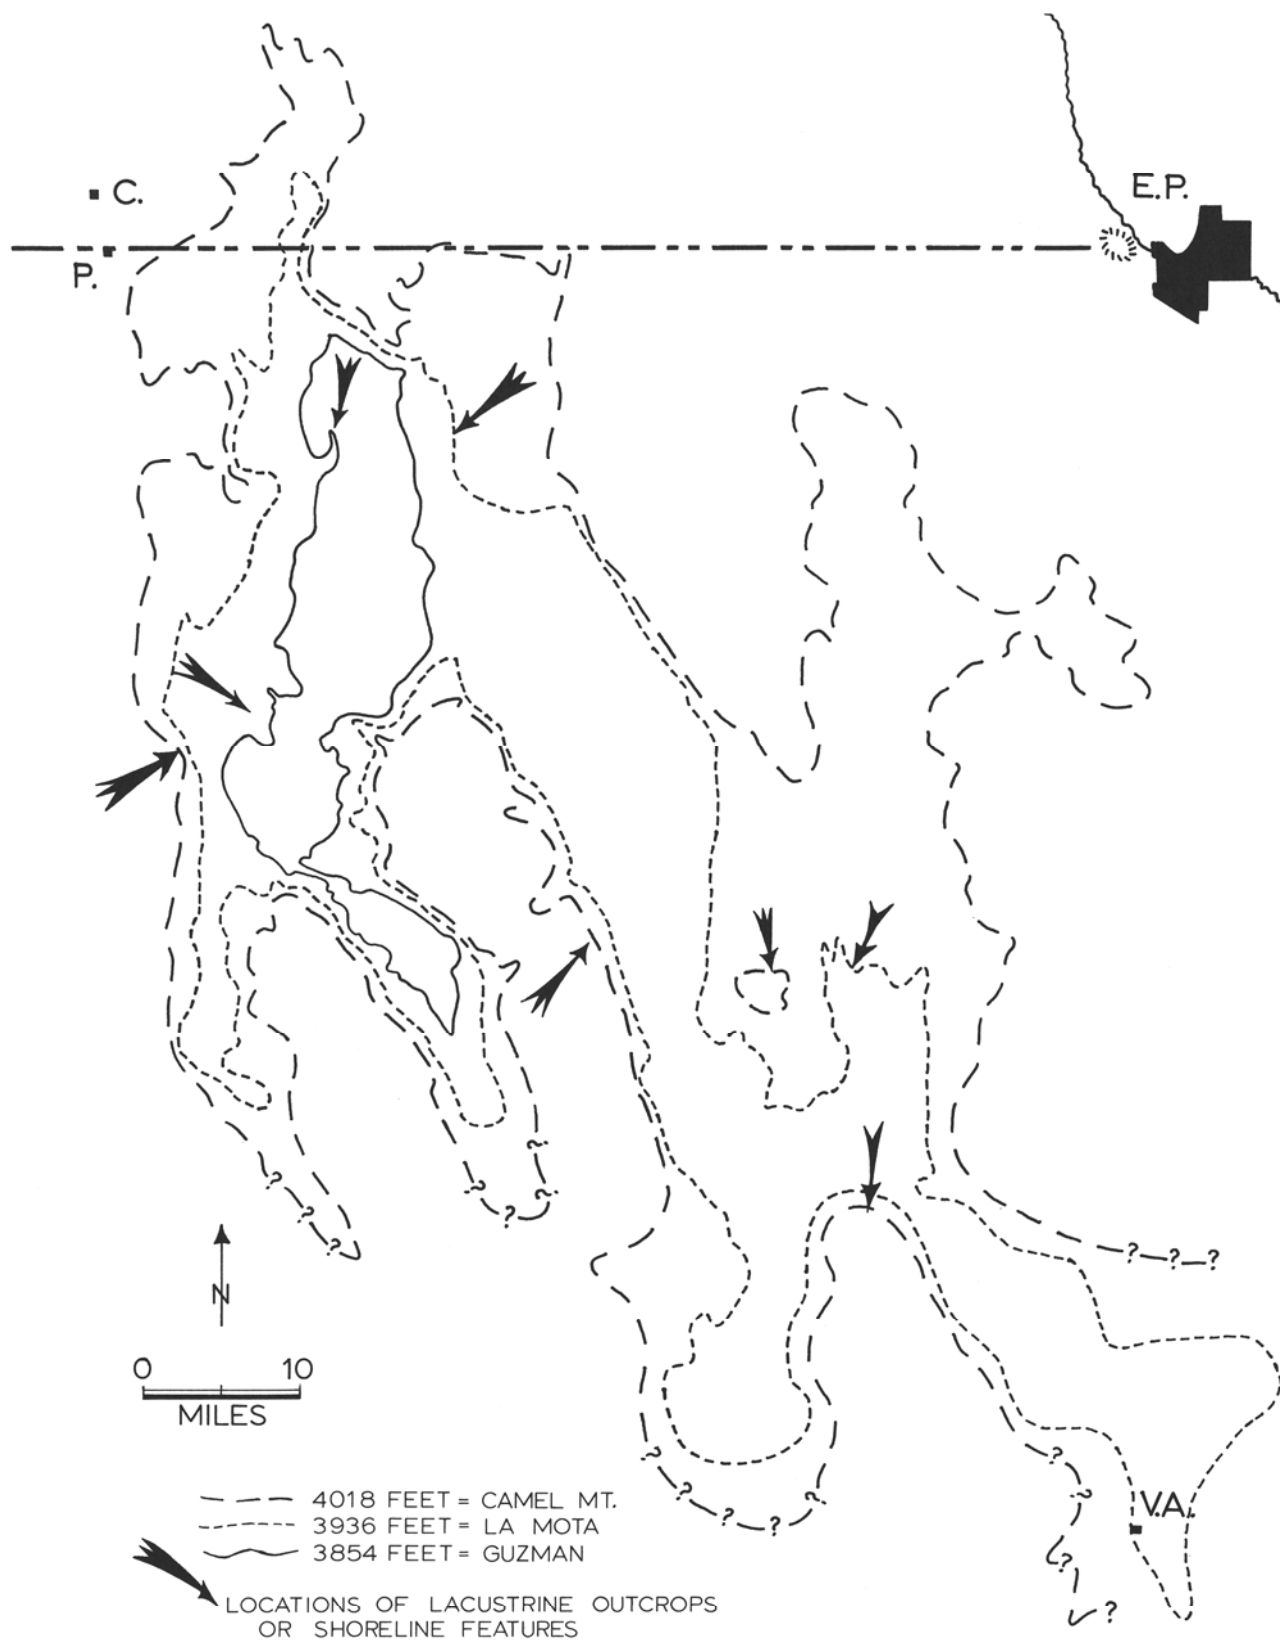 E.P.
C.
P.
?
?
?
?
?
?
?
?
? ? ?
N
0 10
MILES
?
?
?
?
?
?
?
?
?
V.A.
4018 FEET = CAMEL MT.
3936 FEET = LA MOTA
3854 FEET = GUZMAN
LOCATIONS OF LACUSTRINE OUTCROPS
OR SHORELINE FEATURES